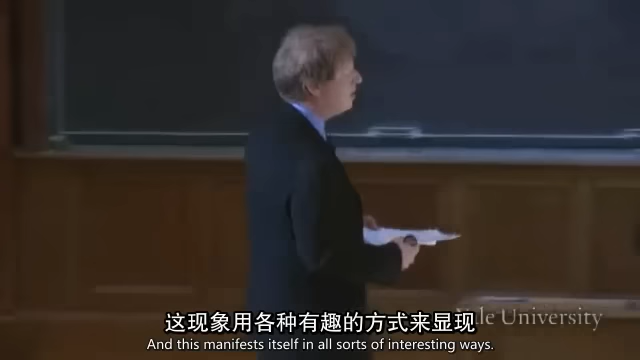 这现象用各种有趣的方式来显现
University
And this manifests itself in all sorts of interesting ways.